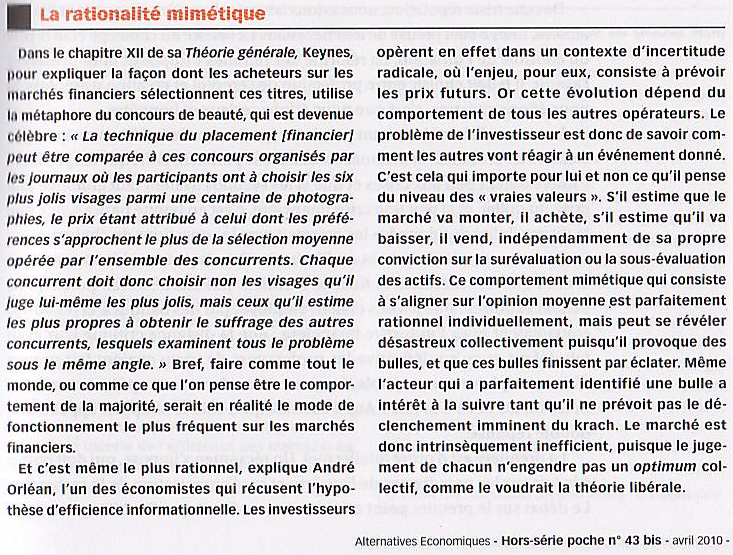 La rationalité mimétique
Dans le chapitre XII de sa Théorie générale, Keynes,
pour expliquer la façon dont les acheteurs sur les
marchés financiers sélectionnent ces titres, utilise
la métaphore du concours de beauté, qui est devenue
célèbre : « La technique du placement [financier]
peut être comparée à ces concours organisés par
les journaux où les participants ont à choisir les six
plus jolis visages parmi une centaine de photogra-
phies, le prix étant attribué à celui dont les préfé-
rences s'approchent le plus de la sélection moyenne
opérée par l'ensemble des concurrents. Chaque
concurrent doit donc choisir non les visages qu'il
juge lui-même les plus jolis, mais ceux qu'il estime
les plus propres à obtenir le suffrage des autres
concurrents, lesquels examinent tous le problème
sous le même angle. » Bref, faire comme tout le
monde, ou comme ce que l'on pense être le compor-
tement de la majorité, serait en réalité le mode de
fonctionnement le plus fréquent sur les marchés
financiers.
Et c'est même le plus rationnel, explique André
Orléan, l'un des économistes qui récusent l'hypo-
thèse d'efficience informationnelle. Les investisseurs
opèrent en effet dans un contexte d'incertitude
radicale, où l'enjeu, pour eux, consiste à prévoir
les prix futurs. Or cette évolution dépend du
comportement de tous les autres opérateurs. Le
problème de l'investisseur est donc de savoir com-
ment les autres vont réagir à un événement donné.
C'est cela qui importe pour lui et non ce qu'il pense
du niveau des « vraies valeurs ». S'il estime que le
marché va monter, il achète, s'il estime qu'il va
baisser, il vend, indépendamment de sa propre
conviction sur la surévaluation ou la sous-évaluation
des actifs. Ce comportement mimétique qui consiste
à s'aligner sur l'opinion moyenne est parfaitement
rationnel individuellement, mais peut se révéler
désastreux collectivement puisqu'il provoque des
bulles, et que ces bulles finissent par éclater. Même
l'acteur qui a parfaitement identifié une bulle a
intérêt à la suivre tant qu'il ne prévoit pas le dé-
clenchement imminent du krach. Le marché est
donc intrinsèquement inefficient, puisque le juge-
ment de chacun n'engendre pas un optimum col-
lectif, comme le voudrait la théorie libérale.
Alternatives Economiques - Hors-série poche n° 43 bis - avril 2010 -